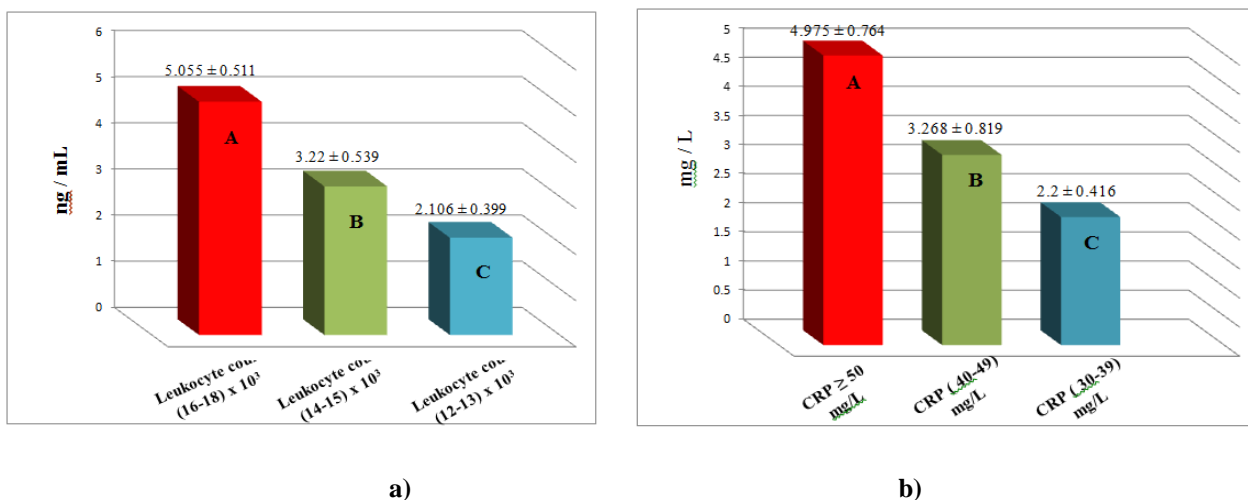 6
5
4
3
2
1
0
ng / mL
5.055 ± 0.511
3.22 ± 0.539
2.106 ± 0.399
A
B
C
Leukocyte cou
(16-18) x 10³
Leukocyte cou
(14-15) x 10³
Leukocyte cou
(12-13) x 10³
a)
5
4.5
4
3.5
3
2.5
2
1.5
1
0.5
0
mg / L
4.975 ± 0.764
3.268 ± 0.819
2.2 ± 0.416
A
B
C
CRP ≥ 50
mg/L
CRP ( 40-49)
mg/L
CRP ( 30-39)
mg/L
b)